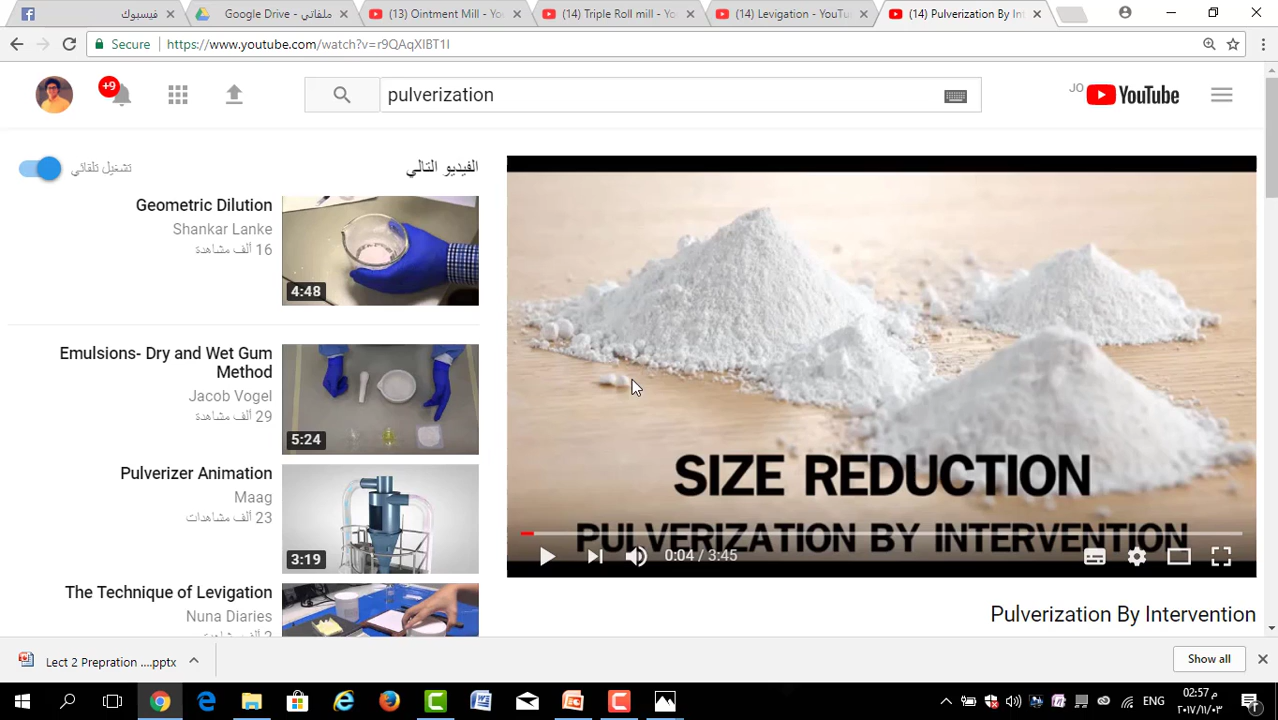 فيسبوك
ملفاتي - Google Drive
(13) Ointment Mill - Yo
(14) Triple Roll mill - Yo
(14) Levigation - YouTu
(14) Pulverization By In
Secure
https://www.youtube.com/watch?v=r9QAqXIBT1I
+9
pulverization
JO
YouTube
تشغيل تلقائي
الفيديو التالي
Geometric Dilution
Shankar Lanke
16 ألف مشاهدة
4:48
Emulsions- Dry and Wet Gum
Method
Jacob Vogel
29 ألف مشاهدة
5:24
Pulverizer Animation
Maag
23 ألف مشاهدات
3:19
The Technique of Levigation
Nuna Diaries
SIZE REDUCTION
PULVERIZATION BY INTERVENTION
0:04 / 3:45
Pulverization By Intervention
Lect 2 Prepration ....pptx
Show all
ENG
02:57 م
٢٠١٧/١١/٠٣